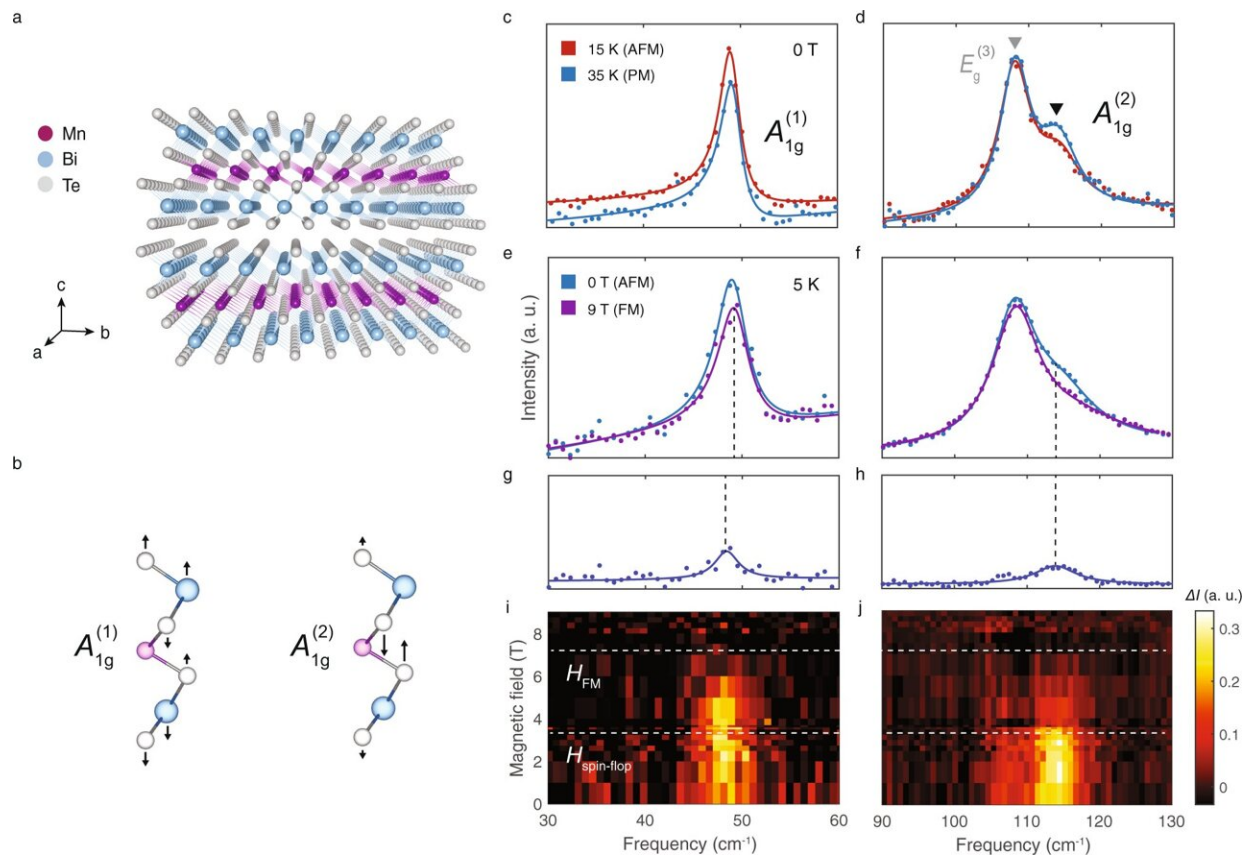 a
Mn
Bi
Te
c
b
a
b
A1g(1)
A1g(2)
c
15 K (AFM)
35 K (PM)
0 T
A1g(1)
d
Eg(3)
A1g(2)
e
0 T (AFM)
9 T (FM)
5 K
f
Intensity (a. u.)
g
h
i
HFM
Hspin-flop
Magnetic field (T)
8
6
4
2
0
30 40 50 60
Frequency (cm-1)
j
90 100 110 120 130
Frequency (cm-1)
ΔI (a. u.)
0.3
0.2
0.1
0